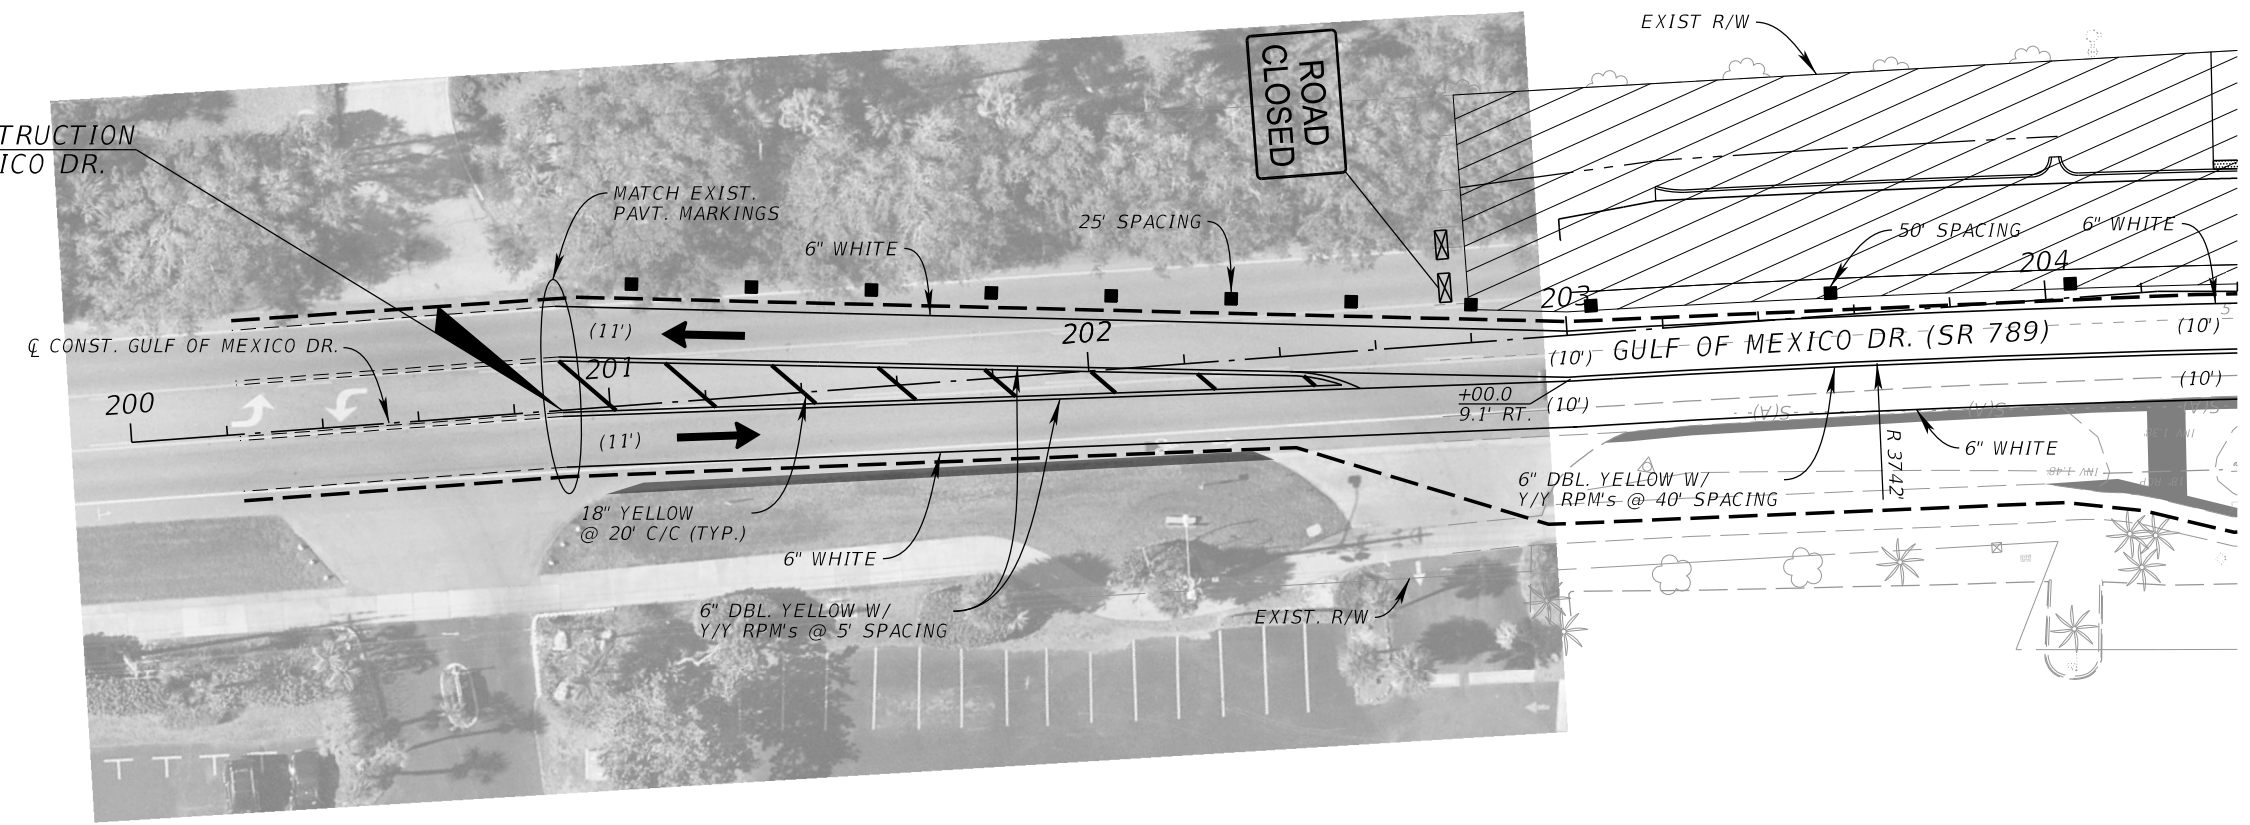 EXIST R/W
ROAD
CLOSED
TRUCTION
ICO DR.
MATCH EXIST.
PAVT. MARKINGS
25' SPACING
6" WHITE
50' SPACING
6" WHITE
204
203
202
(11')
GULF OF MEXICO DR. (SR 789)
(10')
(10')
℄ CONST. GULF OF MEXICO DR.
201
200
(10')
+00.0
9.1' RT.
(10')
(11')
6" WHITE
R 3742'
6" DBL. YELLOW W/
Y/Y RPM's @ 40' SPACING
18" YELLOW
@ 20' C/C (TYP.)
6" WHITE
6" DBL. YELLOW W/
Y/Y RPM's @ 5' SPACING
EXIST. R/W